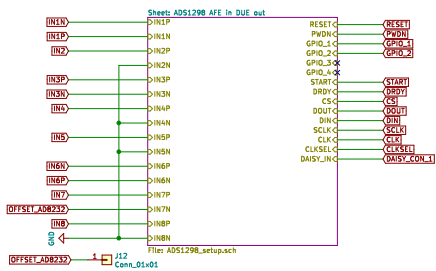 Sheet: ADS1298 AFE in DUE out
IN1N IN1P RESET RESET
IN1P IN1N PWDN PWDN
IN2 IN2P GPIO_1 GPIO_1
IN2N GPIO_2 GPIO_2
IN3P IN3P GPIO_3
IN3N IN3N GPIO_4
IN4 IN4P START START
IN4N DRDY DRDY
IN5 IN5P CS CS
IN5N DOUT DOUT
IN6N IN6N DIN DIN
IN6P IN6P SCLK SCLK
IN7 IN7P CLK CLK
OFFSET_AD8232 IN7N CLKSEL CLKSEL
IN8 IN8P DAISY_IN DAISY_CON_1
GND IN8N
File: ADS1298_setup.sch
OFFSET_AD8232 1 J12
Conn_01x01